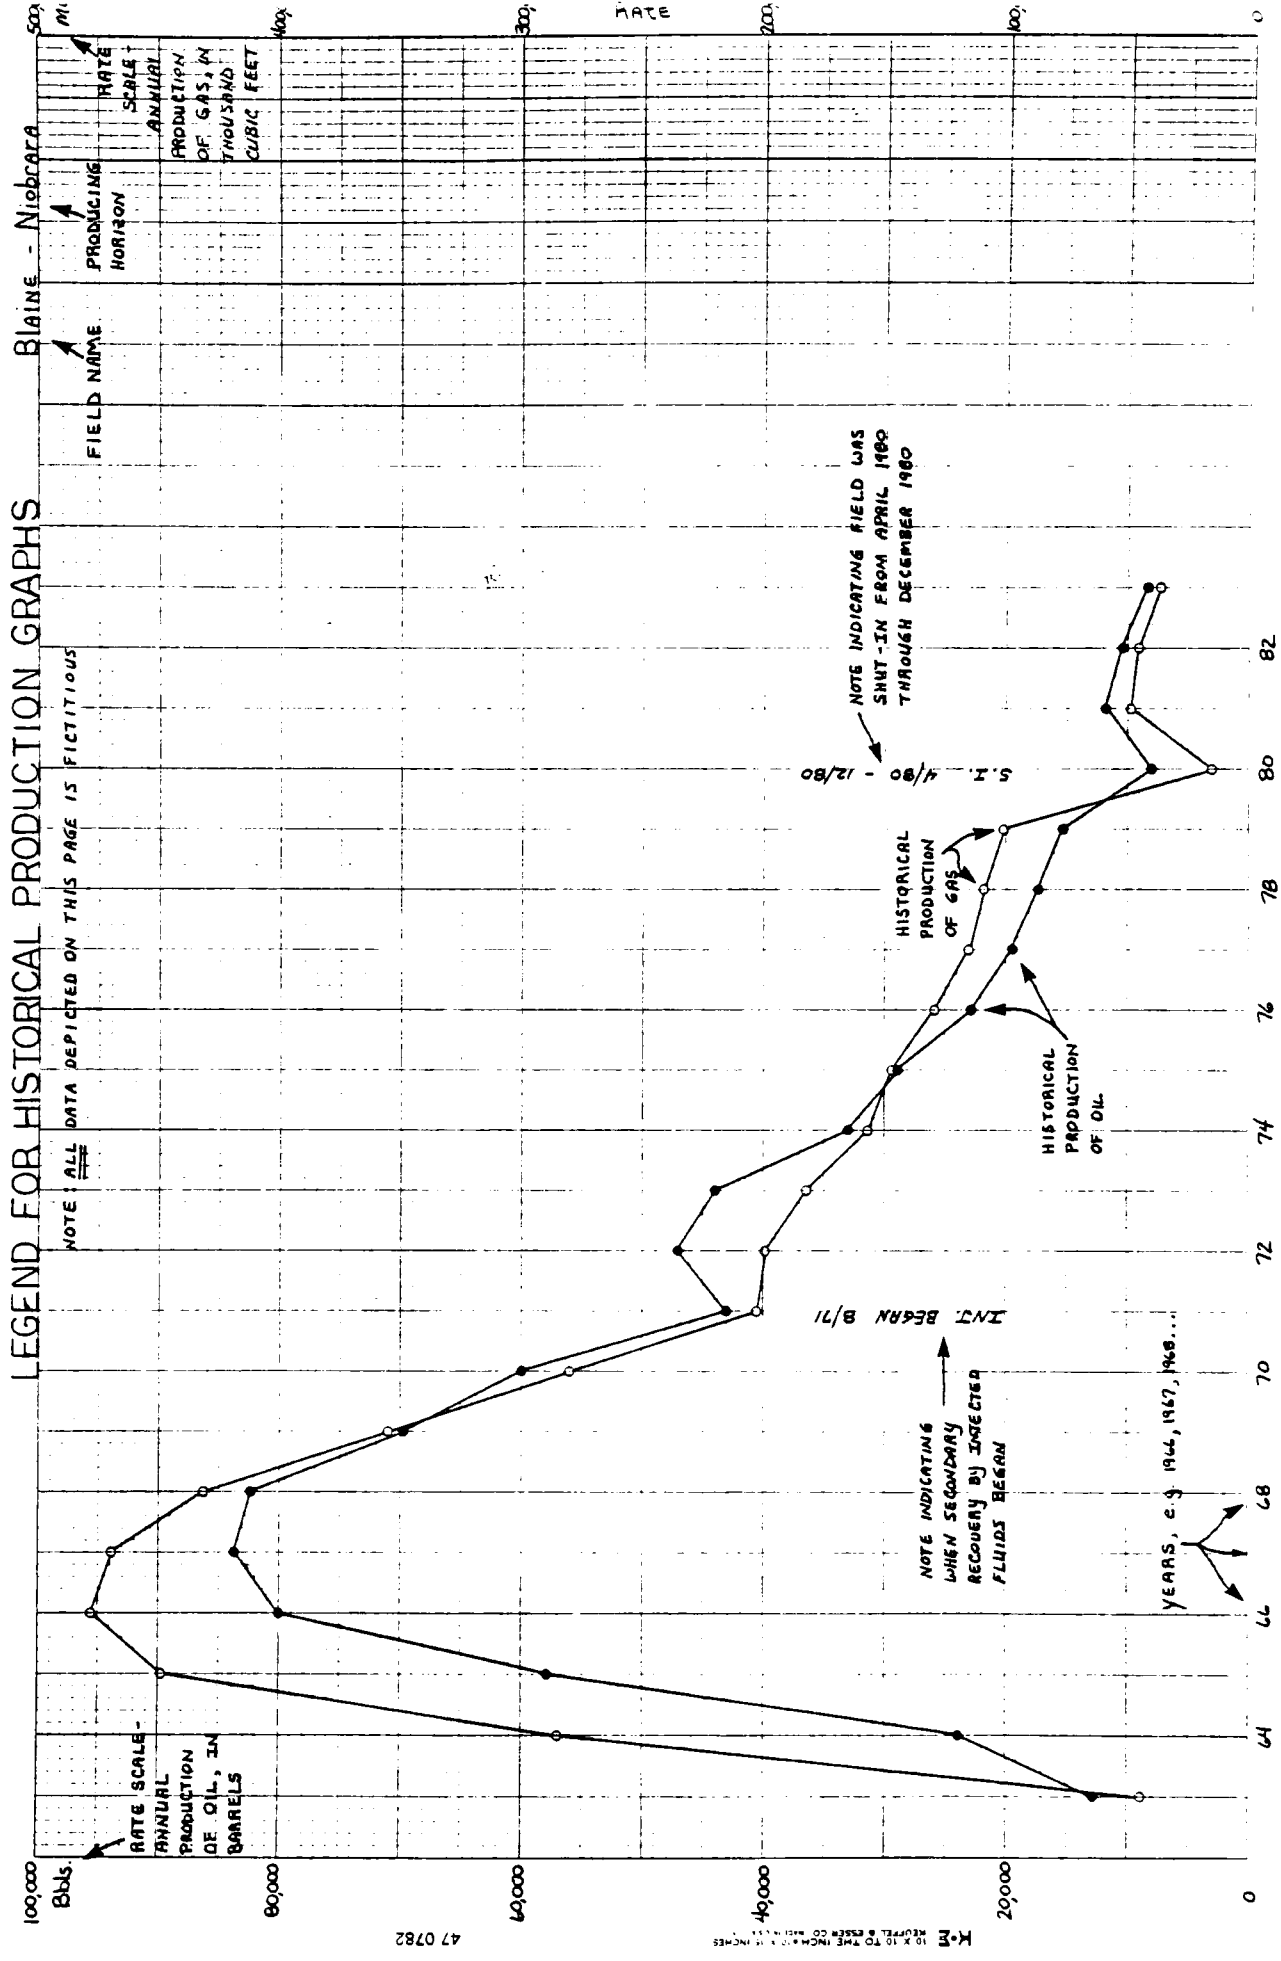 LEGEND FOR HISTORICAL PRODUCTION GRAPHS
Blaine - Niobrara
NOTE: ALL DATA DEPICTED ON THIS PAGE IS FICTITIOUS
FIELD NAME
PRODUCING
HORIZON
RATE
SCALE -
ANNUAL
PRODUCTION
OF GAS, IN
THOUSAND
CUBIC FEET
100,000
Bbls.
80,000
60,000
40,000
20,000
0
RATE SCALE-
ANNUAL
PRODUCTION
OF OIL, IN
BARRELS
500,
400,
300,
RATE
200,
100,
0
NOTE INDICATING FIELD WAS
SHUT-IN FROM APRIL 1980
THROUGH DECEMBER 1980
S.I. 4/80 - 12/80
HISTORICAL
PRODUCTION
OF GAS
HISTORICAL
PRODUCTION
OF OIL
INJ. BEGAN 8/71
NOTE INDICATING
WHEN SECONDARY
RECOVERY BY INJECTED
FLUIDS BEGAN
YEARS, e.g. 1966, 1967, 1968...
64
66
68
70
72
74
76
78
80
82
47 0782
K+E
10 X 10 TO THE INCH
KEUFFEL & ESSER CO.